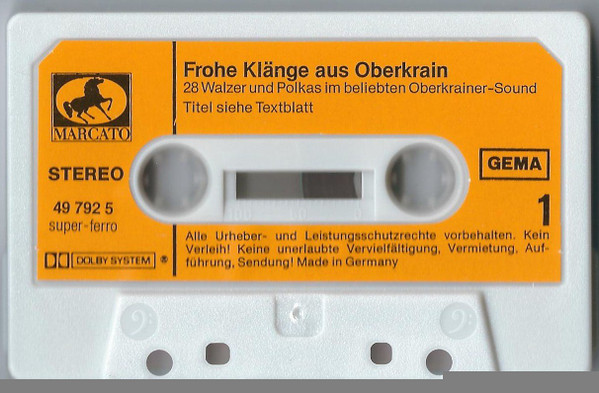 Frohe Klänge aus Oberkrain
28 Walzer und Polkas im beliebten Oberkrainer-Sound
Titel siehe Textblatt
MARCATO
STEREO
49 792 5
super-ferro
DOLBY SYSTEM ®
GEMA
1
Alle Urheber- und Leistungsschutzrechte vorbehalten. Kein
Verleih! Keine unerlaubte Vervielfältigung, Vermietung, Auf-
führung, Sendung! Made in Germany